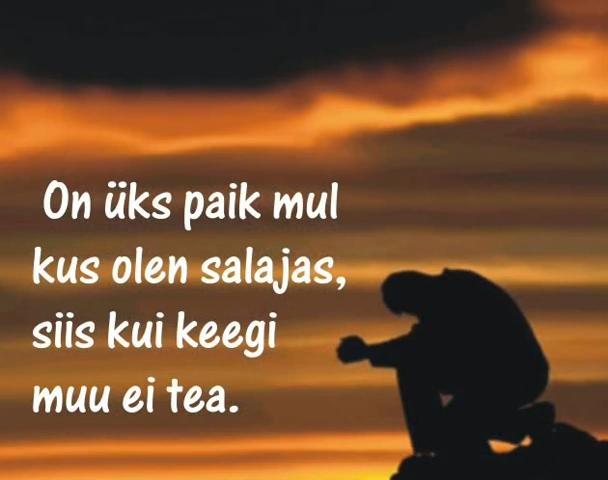 On üks paik mul
kus olen salajas,
siis kui keegi
muu ei tea.